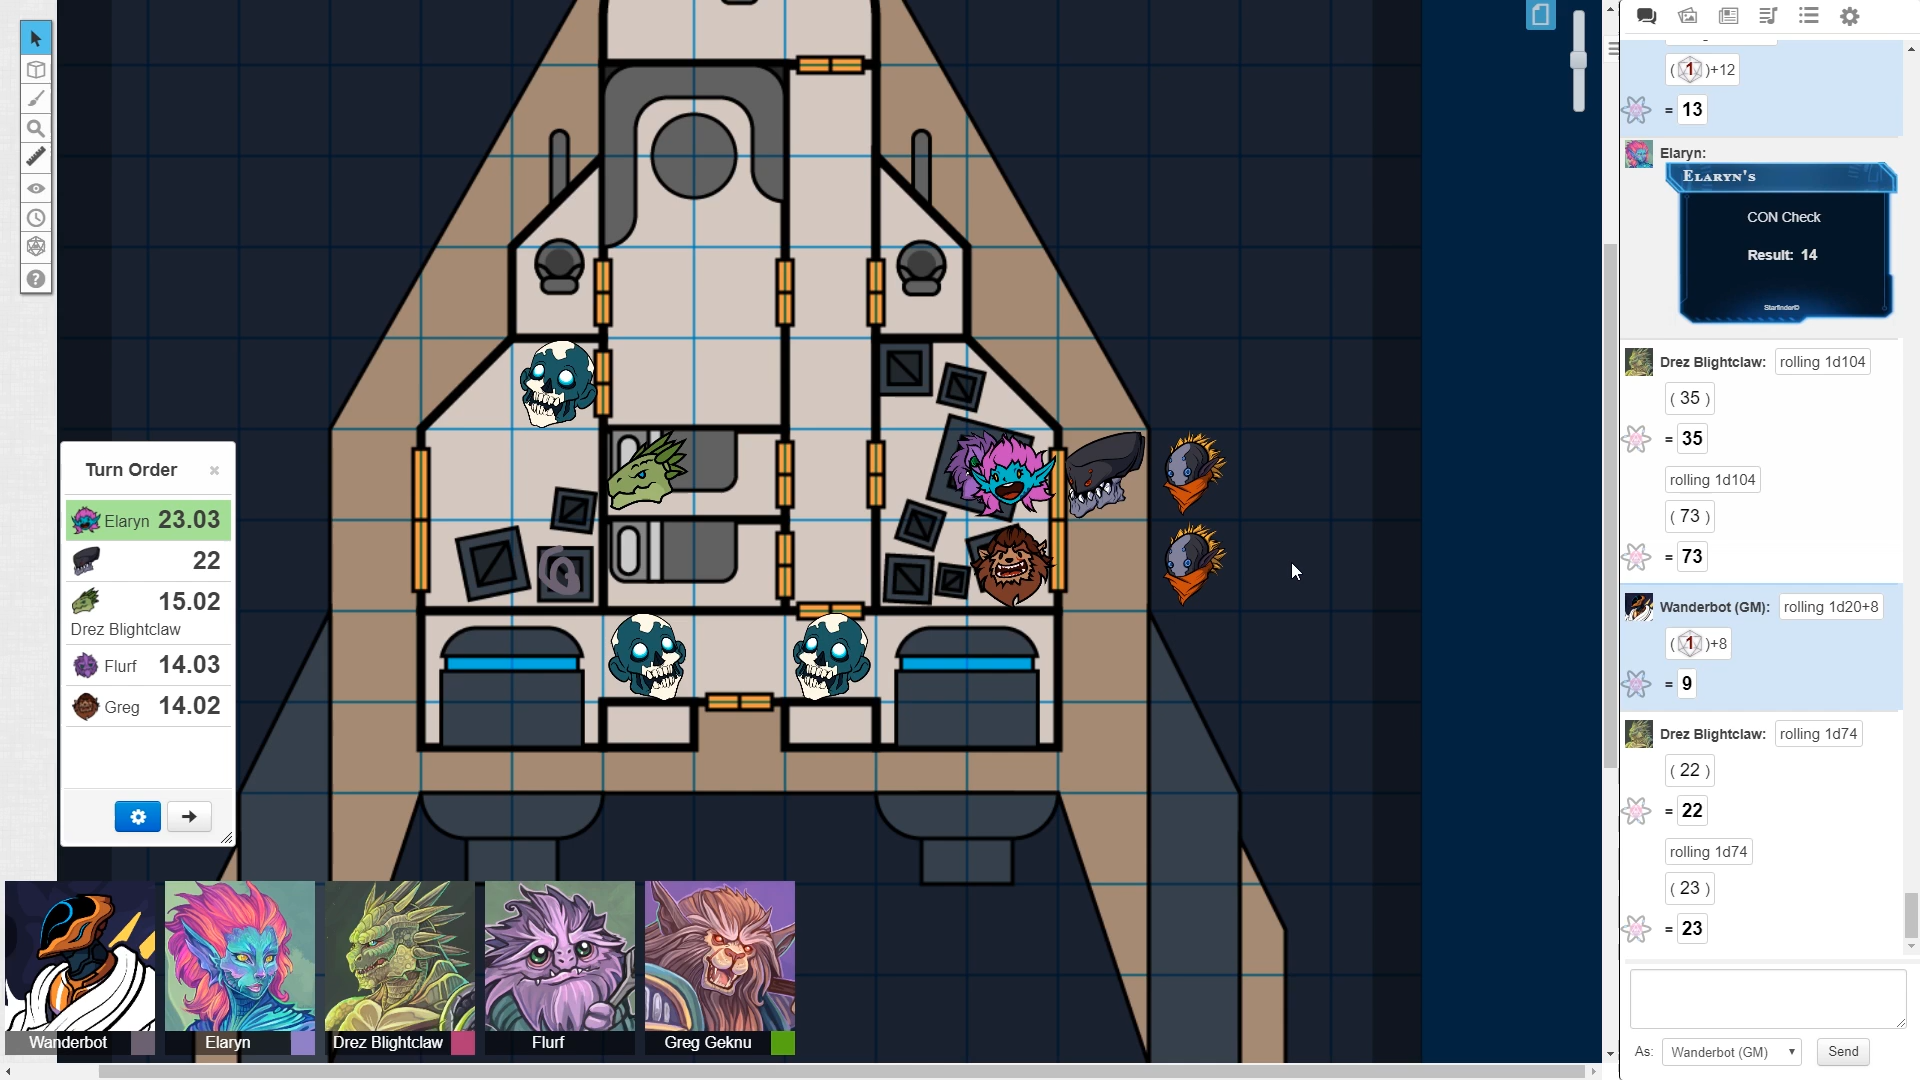 (1)+12
= 13
Elaryn:
ELARYN'S
CON Check
Result: 14
Starfinder©
Drez Blightclaw: rolling 1d104
( 35 )
= 35
rolling 1d104
( 73 )
= 73
Wanderbot (GM): rolling 1d20+8
(1)+8
= 9
Drez Blightclaw: rolling 1d74
( 22 )
= 22
rolling 1d74
( 23 )
= 23
As: Wanderbot (GM) Send
Turn Order ×
Elaryn 23.03
22
15.02
Drez Blightclaw
Flurf 14.03
Greg 14.02
Wanderbot
Elaryn
Drez Blightclaw
Flurf
Greg Geknu